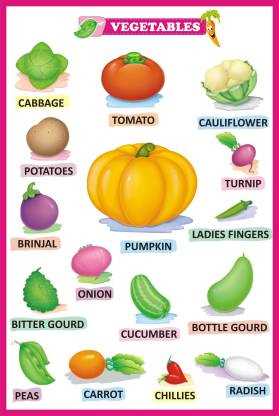 VEGETABLES
CABBAGE
TOMATO
CAULIFLOWER
POTATOES
TURNIP
BRINJAL
PUMPKIN
LADIES FINGERS
ONION
BITTER GOURD
CUCUMBER
BOTTLE GOURD
PEAS
CARROT
CHILLIES
RADISH